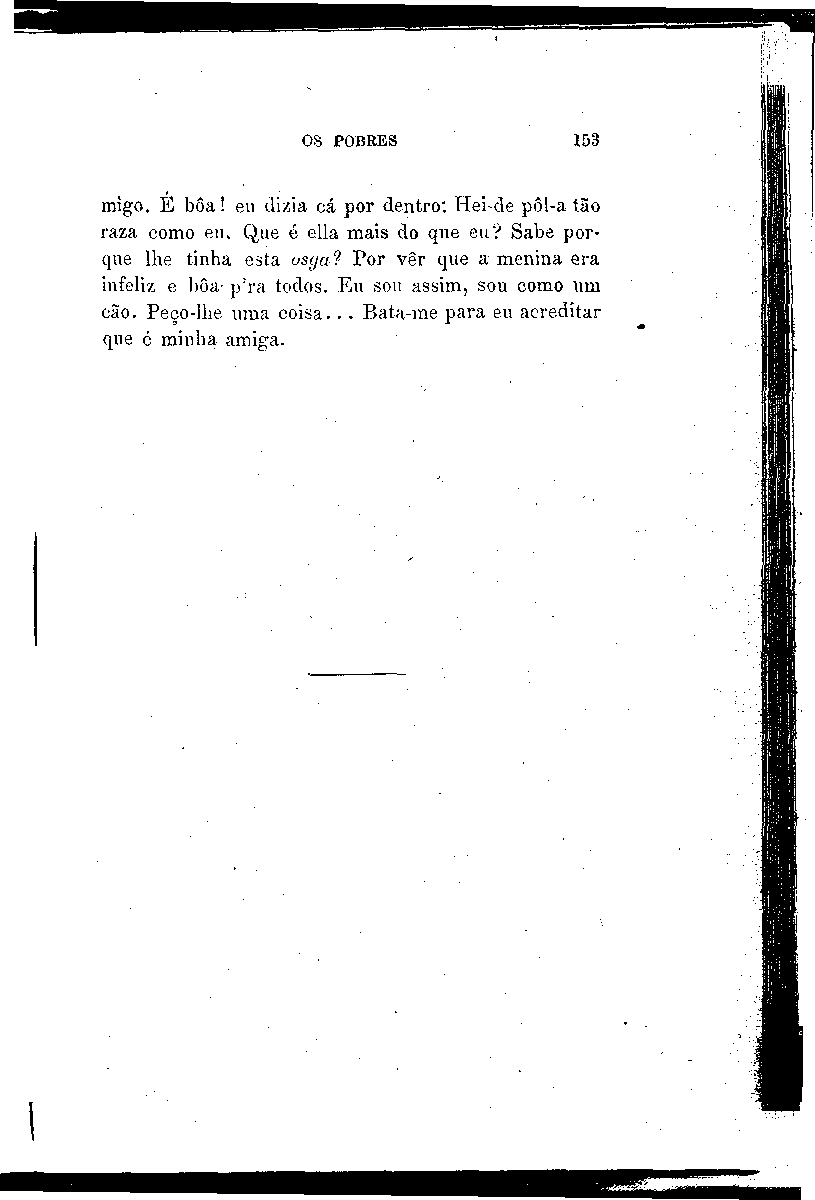 OS POBRES 153
migo. É bôa! eu dizia cá por dentro: Hei-de pôl-a tão
raza como eu. Que é ella mais do que eu? Sabe por-
que lhe tinha esta osga? Por vêr que a menina era
infeliz e bôa p'ra todos. Eu sou assim, sou como um
cão. Peço-lhe uma coisa... Bata-me para eu acreditar
que é minha amiga.